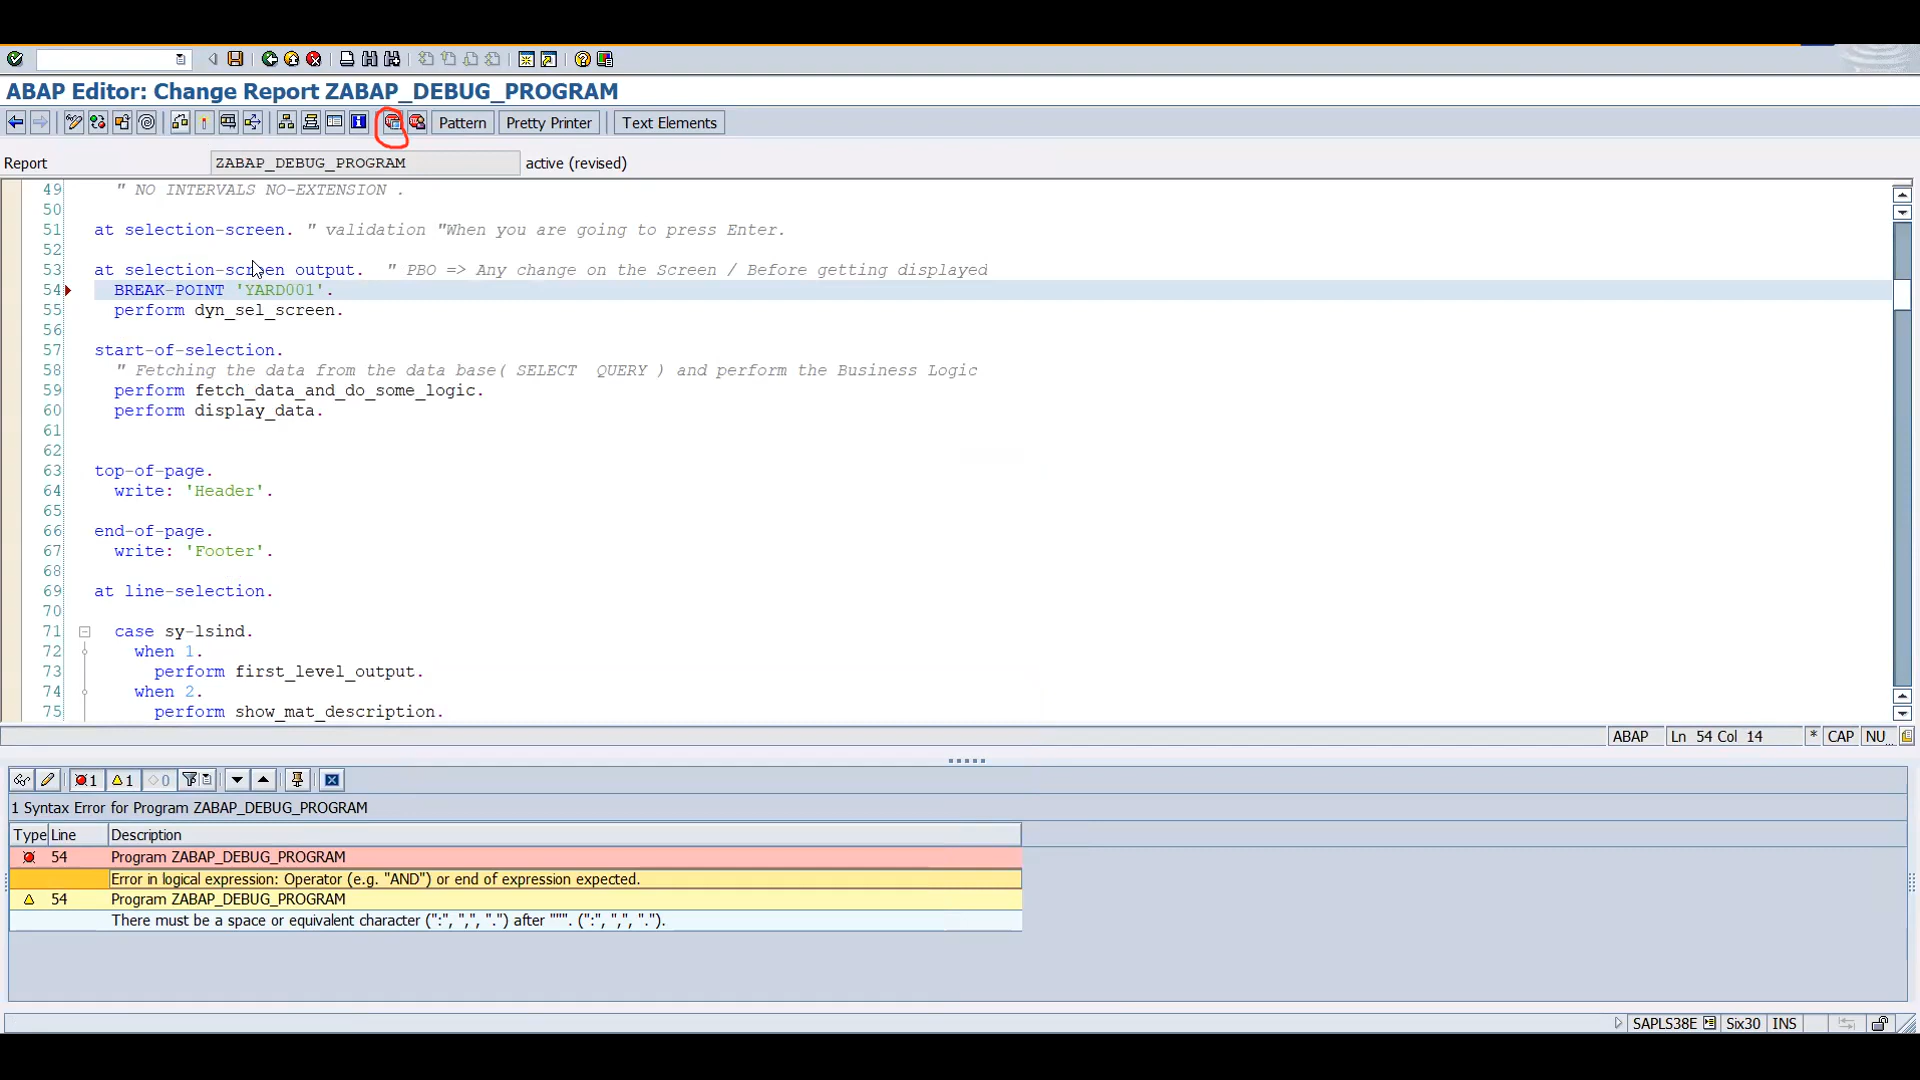 ABAP Editor: Change Report ZABAP_DEBUG_PROGRAM
Pattern Pretty Printer Text Elements
Report ZABAP_DEBUG_PROGRAM active (revised)
49 " NO INTERVALS NO-EXTENSION .
50
51 at selection-screen. " validation "When you are going to press Enter.
52
53 at selection-screen output. " PBO => Any change on the Screen / Before getting displayed
54 BREAK-POINT 'YARD001'.
55 perform dyn_sel_screen.
56
57 start-of-selection.
58 " Fetching the data from the data base( SELECT QUERY ) and perform the Business Logic
59 perform fetch_data_and_do_some_logic.
60 perform display_data.
61
62
63 top-of-page.
64 write: 'Header'.
65
66 end-of-page.
67 write: 'Footer'.
68
69 at line-selection.
70
71 case sy-lsind.
72 when 1.
73 perform first_level_output.
74 when 2.
75 perform show_mat_description.
ABAP Ln 54 Col 14 * CAP NU..
1 1 0
1 Syntax Error for Program ZABAP_DEBUG_PROGRAM
Type Line Description
54 Program ZABAP_DEBUG_PROGRAM
Error in logical expression: Operator (e.g. "AND") or end of expression expected.
54 Program ZABAP_DEBUG_PROGRAM
There must be a space or equivalent character (":", ",", ".") after """. (":", ",", ".").
SAPLS38E Six30 INS